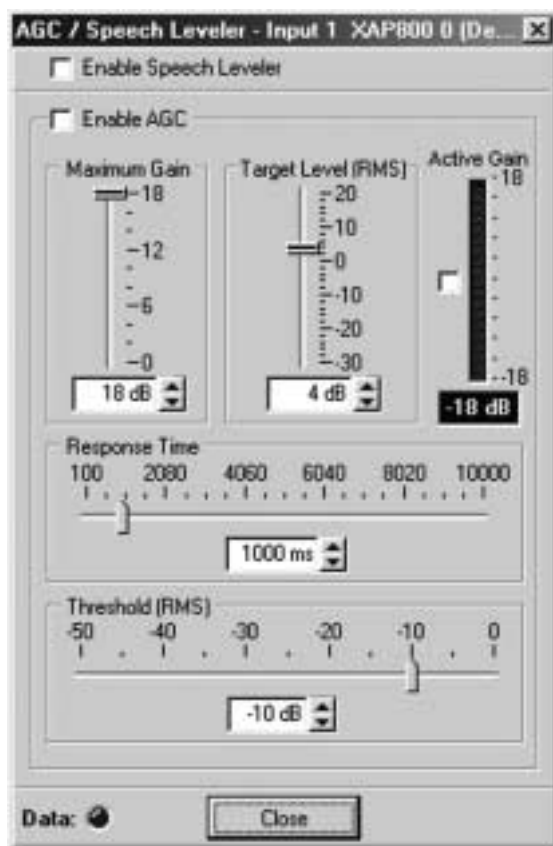 AGC / Speech Leveler - Input 1 XAP800 0 (De...
Enable Speech Leveler
Enable AGC
Maximum Gain
18
12
6
0
18 dB
Target Level (RMS)
20
10
0
-10
-20
-30
4 dB
Active Gain
18
-18
-18 dB
Response Time
100 2080 4060 6040 8020 10000
1000 ms
Threshold (RMS)
-50 -40 -30 -20 -10 0
-10 dB
Data:
Close